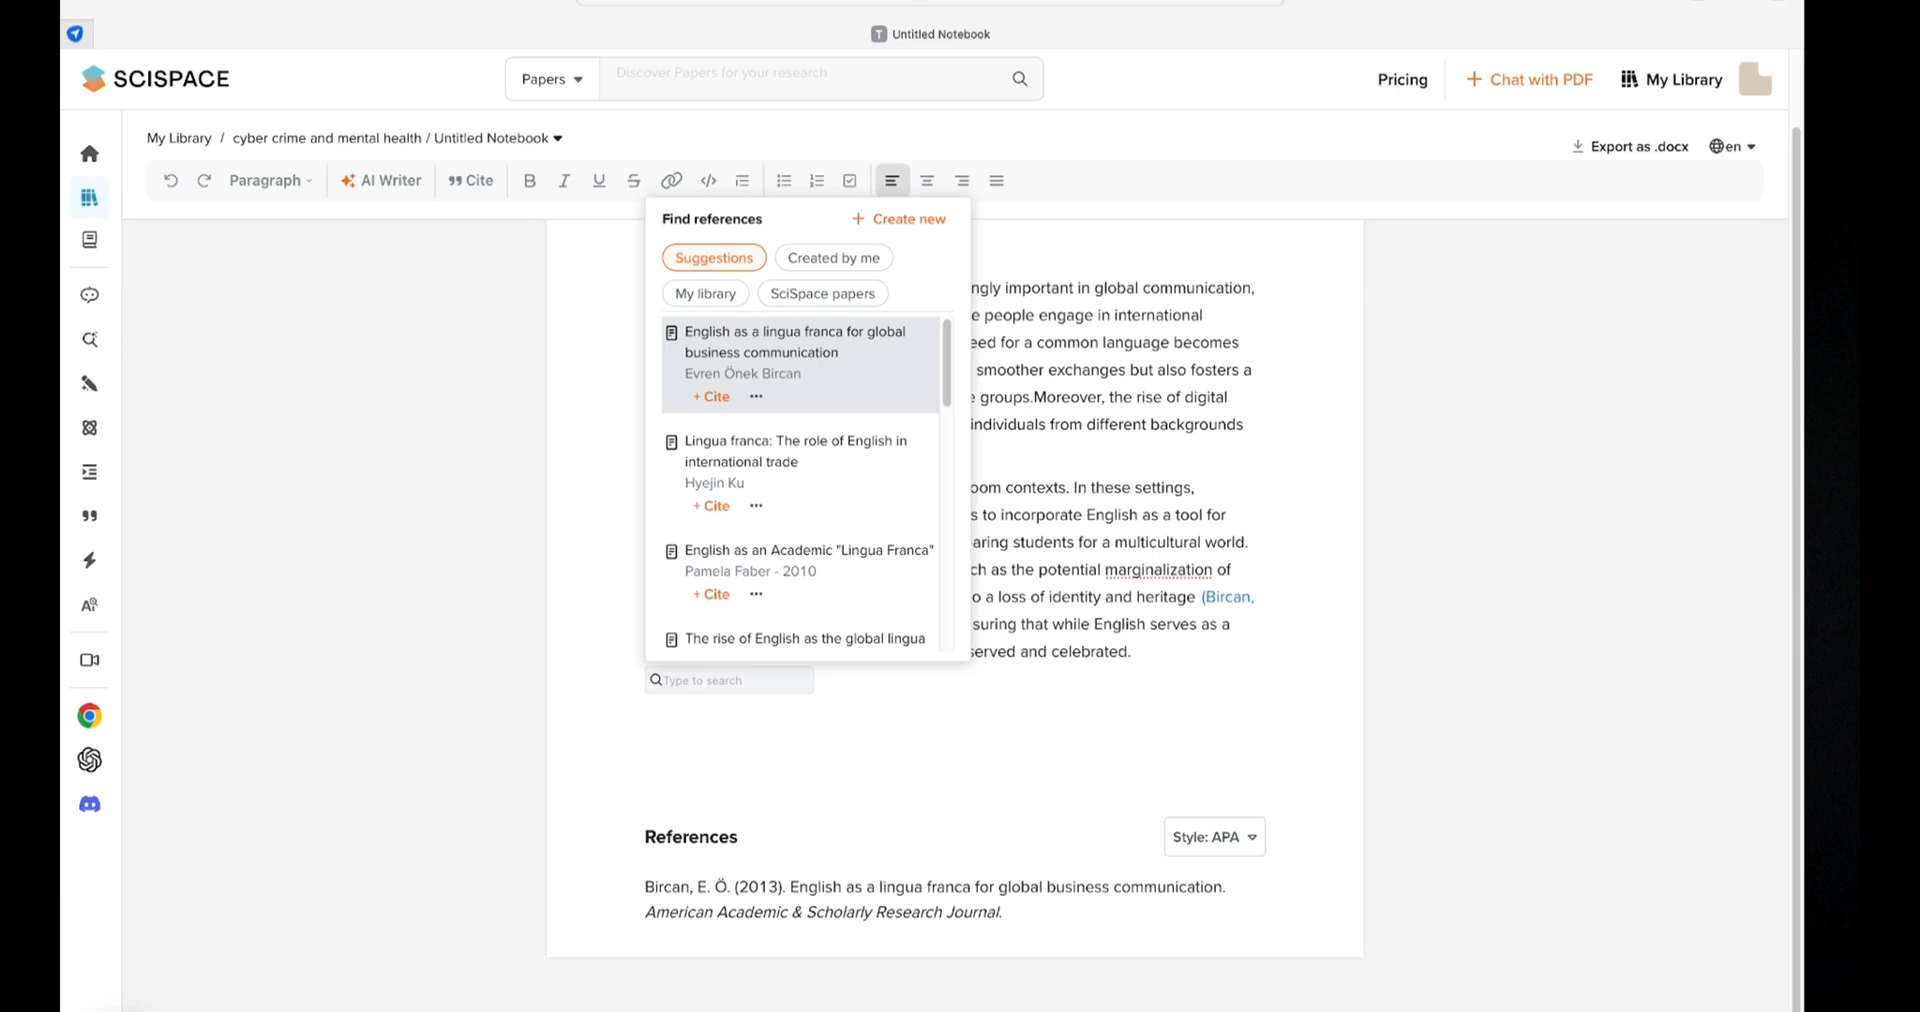 Untitled Notebook
SCISPACE
Papers
Discover Papers for your research
Pricing
+ Chat with PDF
My Library
My Library / cyber crime and mental health / Untitled Notebook
Export as .docx
en
Paragraph
AI Writer
Cite
Find references
+ Create new
Suggestions
Created by me
My library
SciSpace papers
English as a lingua franca for global
business communication
Evren Önek Bircan
+ Cite
Lingua franca: The role of English in
international trade
Hyejin Ku
+ Cite
English as an Academic "Lingua Franca"
Pamela Faber - 2010
+ Cite
The rise of English as the global lingua
Type to search
important in global communication,
people engage in international
for a common language becomes
smoother exchanges but also fosters a
groups.Moreover, the rise of digital
individuals from different backgrounds
contexts. In these settings,
to incorporate English as a tool for
students for a multicultural world.
as the potential marginalization of
a loss of identity and heritage (Bircan,
that while English serves as a
and celebrated.
References
Style: APA
Bircan, E. Ö. (2013). English as a lingua franca for global business communication.
American Academic & Scholarly Research Journal.